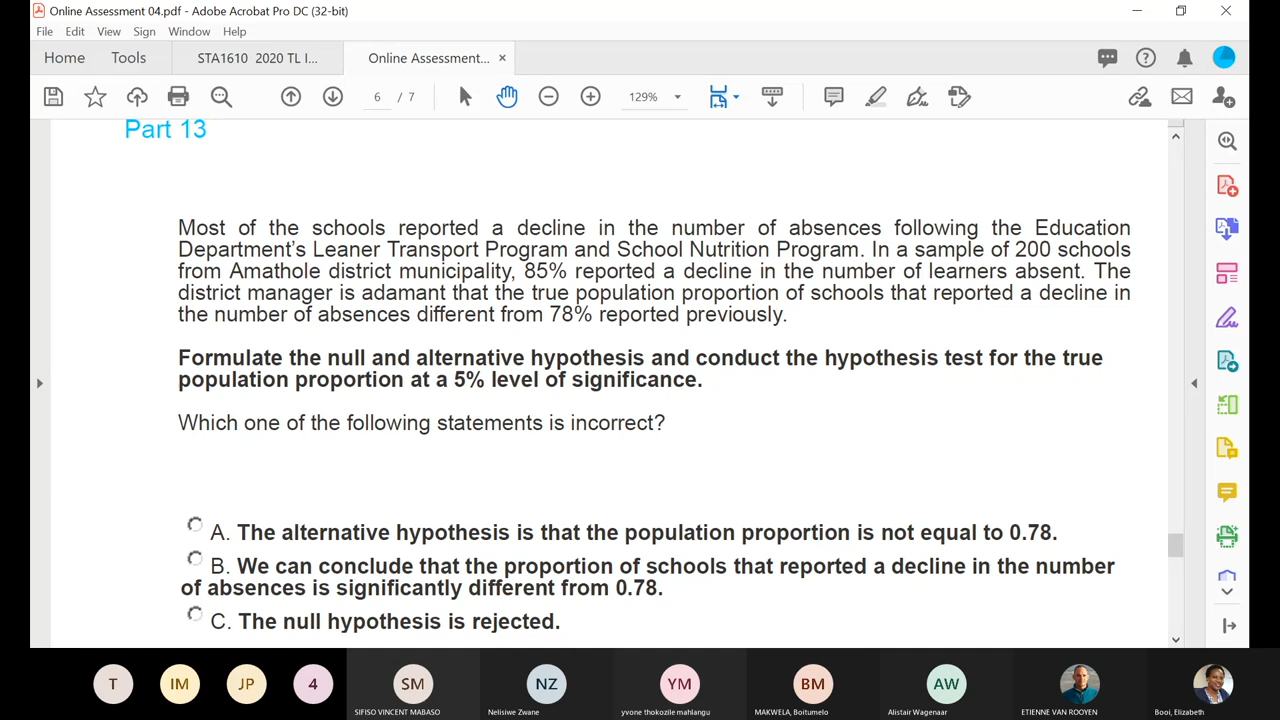 Online Assessment 04.pdf - Adobe Acrobat Pro DC (32-bit)
File Edit View Sign Window Help
Home Tools STA1610 2020 TL I... Online Assessment... ×
6 / 7 129%
Part 13
Most of the schools reported a decline in the number of absences following the Education
Department's Leaner Transport Program and School Nutrition Program. In a sample of 200 schools
from Amathole district municipality, 85% reported a decline in the number of learners absent. The
district manager is adamant that the true population proportion of schools that reported a decline in
the number of absences different from 78% reported previously.
Formulate the null and alternative hypothesis and conduct the hypothesis test for the true
population proportion at a 5% level of significance.
Which one of the following statements is incorrect?
A. The alternative hypothesis is that the population proportion is not equal to 0.78.
B. We can conclude that the proportion of schools that reported a decline in the number
of absences is significantly different from 0.78.
C. The null hypothesis is rejected.
T IM JP 4 SM NZ YM BM AW
SIFISO VINCENT MABASO Nelisiwe Zwane yvone thokozile mahlangu MAKWELA, Boitumelo Alistair Wagenaar ETIENNE VAN ROOYEN Booi, Elizabeth